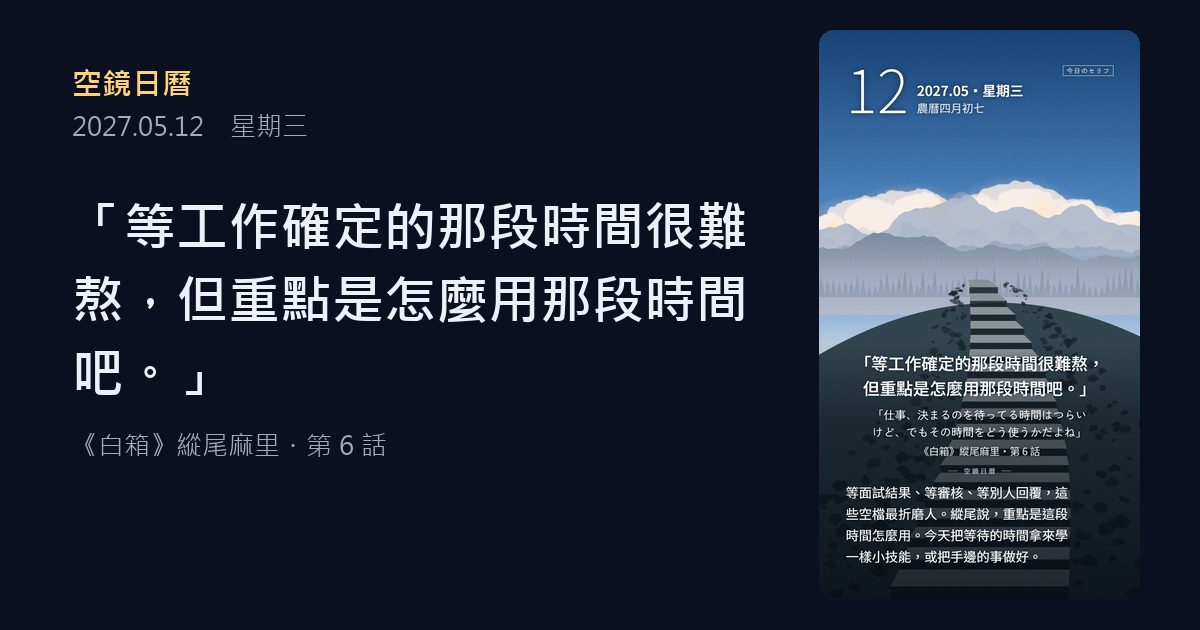 空鏡日曆
2027.05.12　星期三
「等工作確定的那段時間很難
熬，但重點是怎麼用那段時間
吧。」
《白箱》縱尾麻里・第 6 話
12
2027.05・星期三
農曆四月初七
今日のセリフ
「等工作確定的那段時間很難熬，
但重點是怎麼用那段時間吧。」
「仕事、決まるのを待ってる時間はつらい
けど、でもその時間をどう使うかだよね」
《白箱》縱尾麻里・第 6 話
空鏡日曆
等面試結果、等審核、等別人回覆，這
些空檔最折磨人。縱尾說，重點是這段
時間怎麼用。今天把等待的時間拿來學
一樣小技能，或把手邊的事做好。